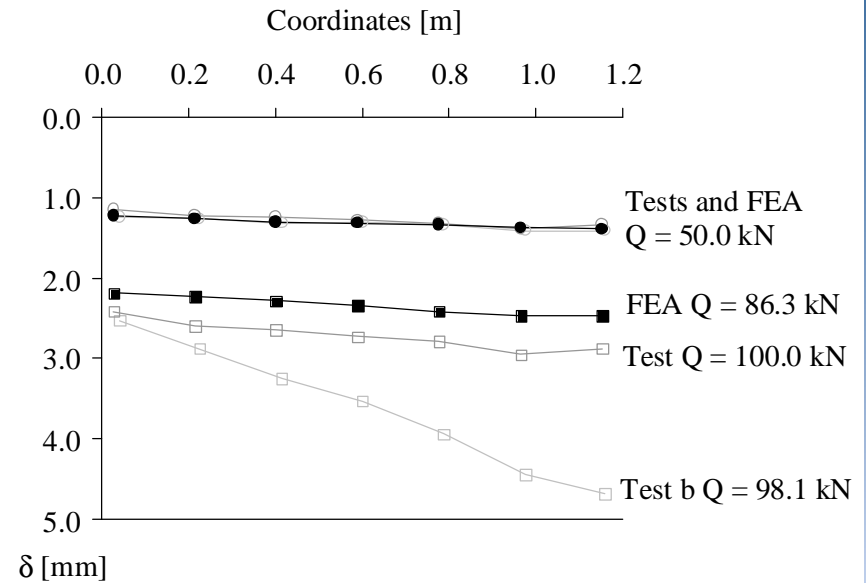 Coordinates [m]
0.0 0.2 0.4 0.6 0.8 1.0 1.2
0.0
1.0
2.0
3.0
4.0
5.0
δ [mm]
Tests and FEA
Q = 50.0 kN
FEA Q = 86.3 kN
Test Q = 100.0 kN
Test b Q = 98.1 kN